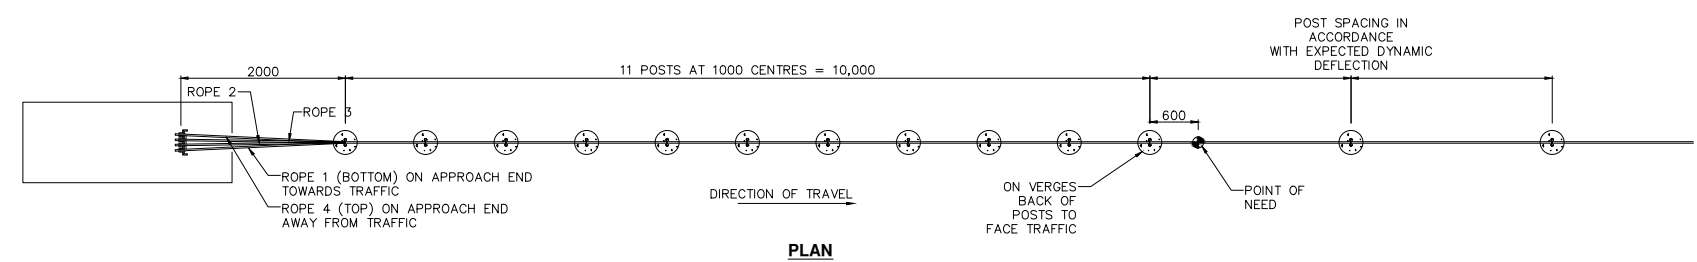 POST SPACING IN
ACCORDANCE
WITH EXPECTED DYNAMIC
DEFLECTION
2000
11 POSTS AT 1000 CENTRES = 10,000
ROPE 2
ROPE 3
600
ROPE 1 (BOTTOM) ON APPROACH END
TOWARDS TRAFFIC
ROPE 4 (TOP) ON APPROACH END
AWAY FROM TRAFFIC
DIRECTION OF TRAVEL
ON VERGES
BACK OF
POSTS TO
FACE TRAFFIC
POINT OF
NEED
PLAN